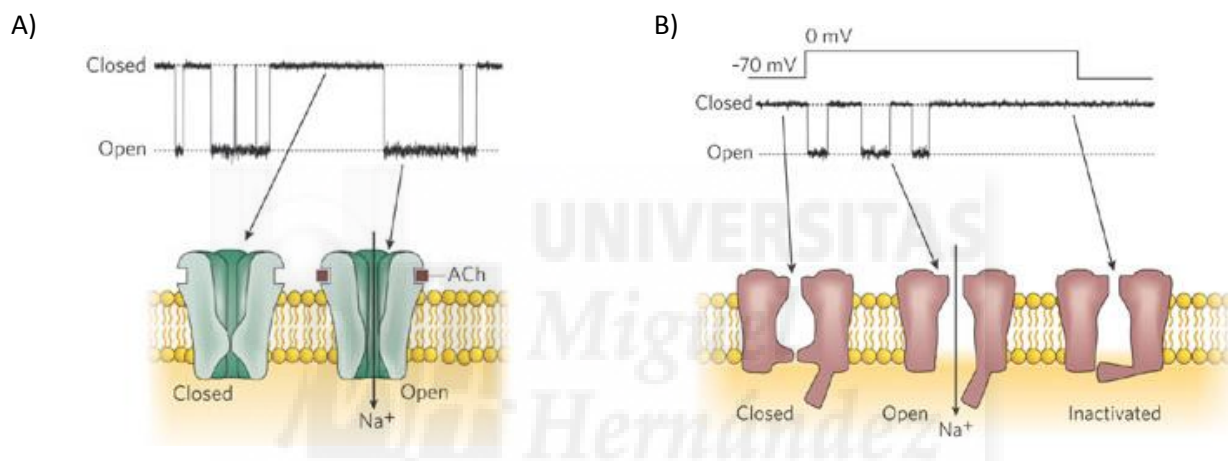 A)
Closed
Open
ACh
Closed
Open
Na+
B)
0 mV
-70 mV
Closed
Open
Closed
Open
Inactivated
Na+
UNIVERSITAS
Miguel
Hernández